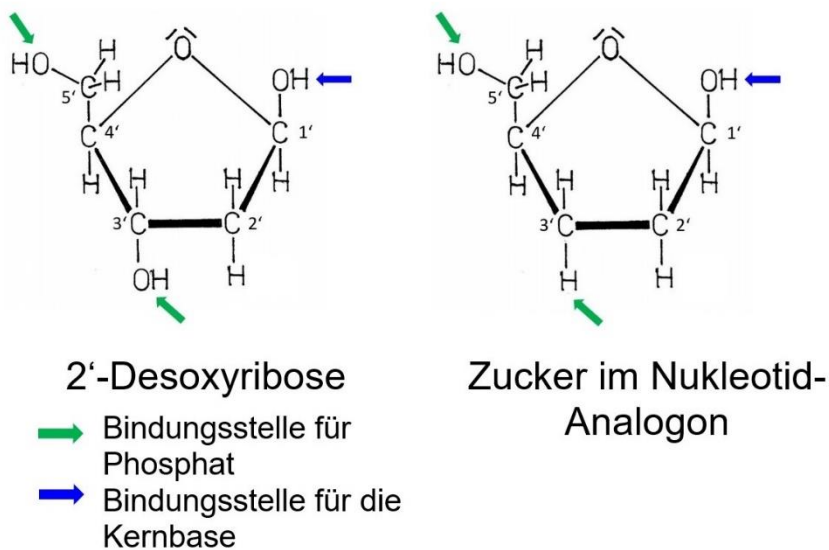 O
HO H
C H OH
5'
C 4' C 1'
H H H H
3' C C 2'
OH H
O
HO H
C H OH
5'
C 4' C 1'
H H H H
3' C C 2'
H H
2‘-Desoxyribose
Bindungsstelle für
Phosphat
Bindungsstelle für die
Kernbase
Zucker im Nukleotid-
Analogon